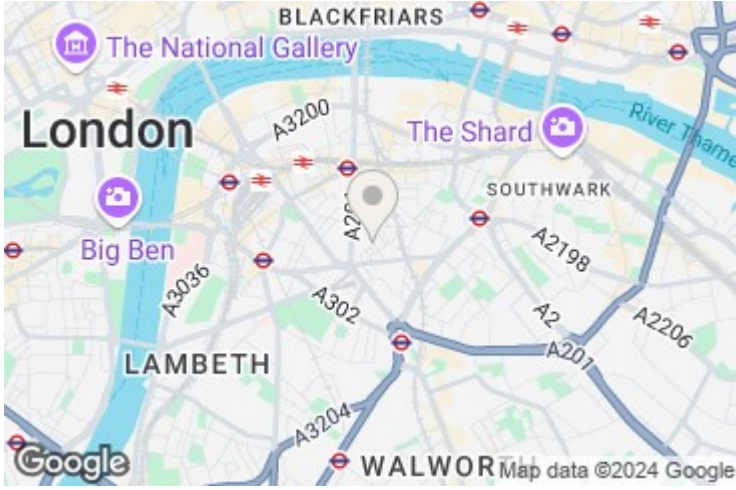 BLACKFRIARS
The National Gallery
A3200
London
The Shard
River Thame
SOUTHWARK
Big Ben
A2198
A3036
A302
A2
A2206
A201
LAMBETH
A3204
WALWORTH
Google
Map data ©2024 Google